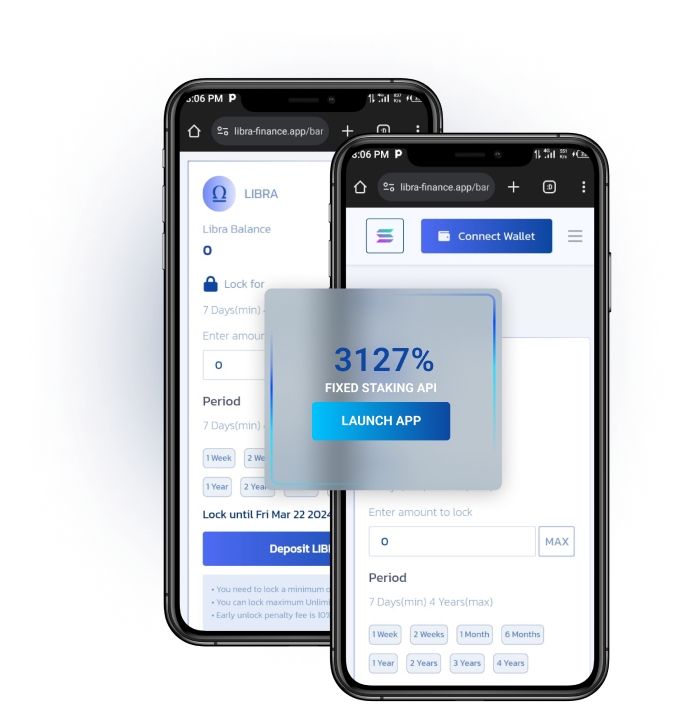 3:06 PM P
libra-finance.app/bar
LIBRA
Libra Balance
0
Lock for
7 Days(min)
Enter amour
0
Period
7 Days(min)
1 Week 2 We
1 Year 2 Year
Lock until Fri Mar 22 2024
Deposit LIB
• You need to lock a minimum
• You can lock maximum Unlim
• Early untock penalty fee is 10%
3:06 PM P
libra-finance.app/bar
Connect Wallet
3127%
FIXED STAKING API
LAUNCH APP
Enter amount to lock
0 MAX
Period
7 Days(min) 4 Years(max)
1 Week 2 Weeks 1 Month 6 Months
1 Year 2 Years 3 Years 4 Years